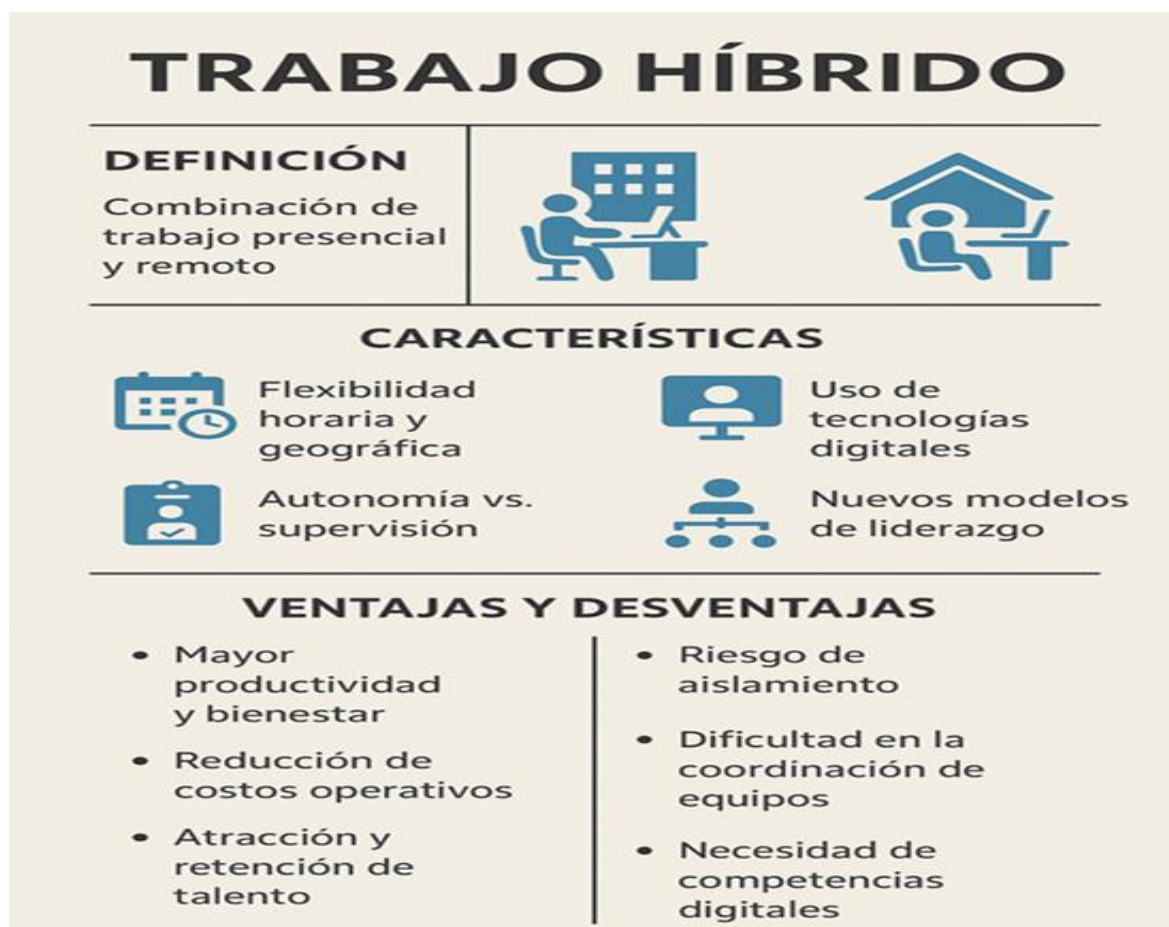 TRABAJO HÍBRIDO
DEFINICIÓN
Combinación de
trabajo presencial
y remoto
CARACTERÍSTICAS
Flexibilidad
horaria y
geográfica
Uso de
tecnologías
digitales
Autonomía vs.
supervisión
Nuevos modelos
de liderazgo
VENTAJAS Y DESVENTAJAS
• Mayor
productividad
y bienestar
• Reducción de
costos operativos
• Atracción y
retención de
talento
• Riesgo de
aislamiento
• Dificultad en la
coordinación de
equipos
• Necesidad de
competencias
digitales